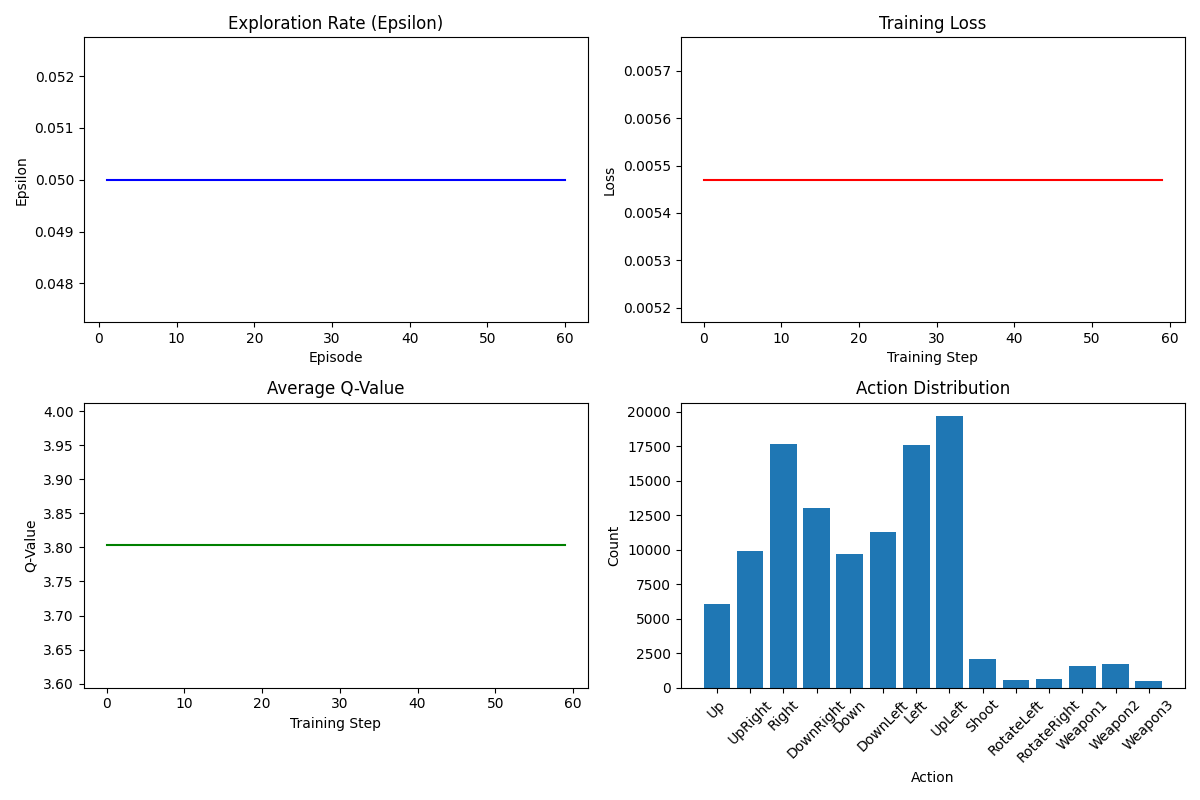 Exploration Rate (Epsilon)
0.052
0.051
0.050
0.049
0.048
Epsilon
0 10 20 30 40 50 60
Episode
Training Loss
0.0057
0.0056
0.0055
0.0054
0.0053
0.0052
Loss
0 10 20 30 40 50 60
Training Step
Average Q-Value
4.00
3.95
3.90
3.85
3.80
3.75
3.70
3.65
3.60
Q-Value
0 10 20 30 40 50 60
Training Step
Action Distribution
20000
17500
15000
12500
10000
7500
5000
2500
0
Count
Up
UpRight
Right
DownRight
Down
DownLeft
Left
UpLeft
Shoot
RotateLeft
RotateRight
Weapon1
Weapon2
Weapon3
Action